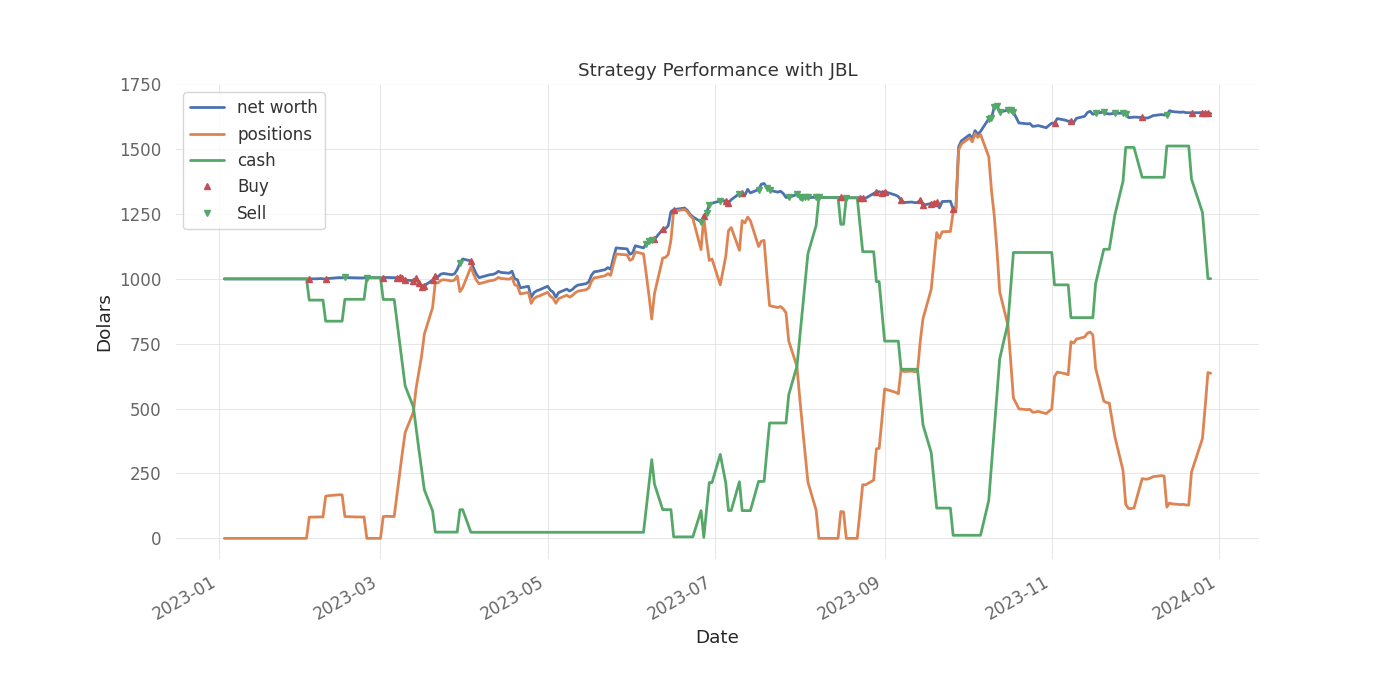 Strategy Performance with JBL
1750
1500
1250
1000
750
500
250
0
Dolars
net worth
positions
cash
Buy
Sell
2023-01
2023-03
2023-05
2023-07
2023-09
2023-11
2024-01
Date